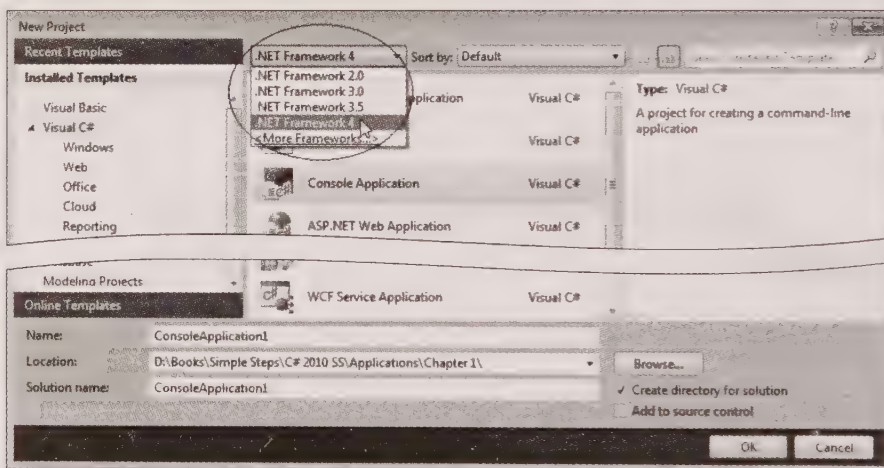 New Project
Recent Templates
.NET Framework 4
Sort by: Default
Installed Templates
.NET Framework 2.0
.NET Framework 3.0
.NET Framework 3.5
.NET Framework 4
<More Frameworks...>
Visual Basic
Visual C#
Windows
Web
Office
Cloud
Reporting
plication Visual C#
Visual C#
Console Application Visual C#
ASP.NET Web Application Visual C#
Type: Visual C#
A project for creating a command-line
application
Modeling Projects
Online Templates
WCF Service Application Visual C#
Name: ConsoleApplication1
Location: D:\Books\Simple Steps\C# 2010 SS\Applications\Chapter 1\
Browse...
Solution name: ConsoleApplication1
Create directory for solution
Add to source control
OK Cancel